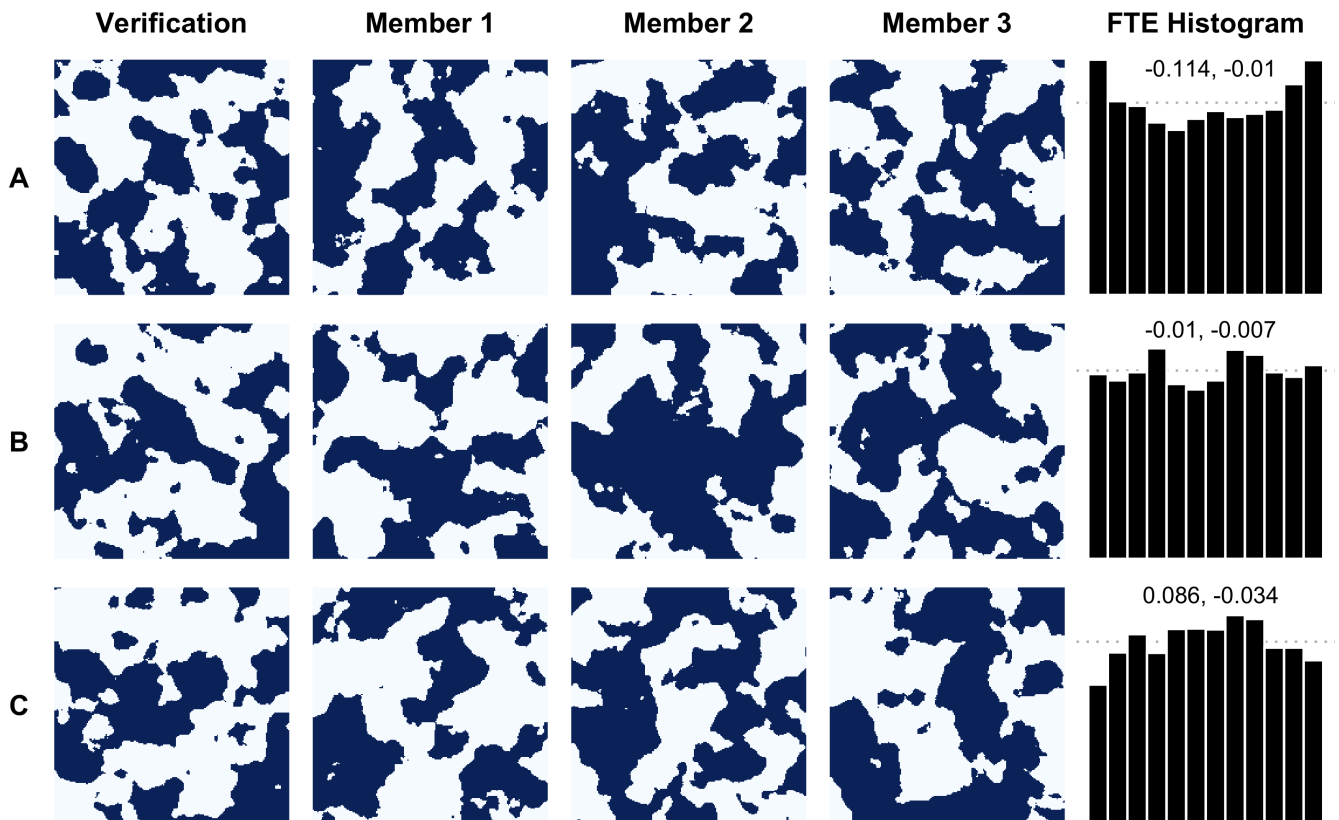 Verification Member 1 Member 2 Member 3 FTE Histogram
A -0.114, -0.01
B -0.01, -0.007
C 0.086, -0.034